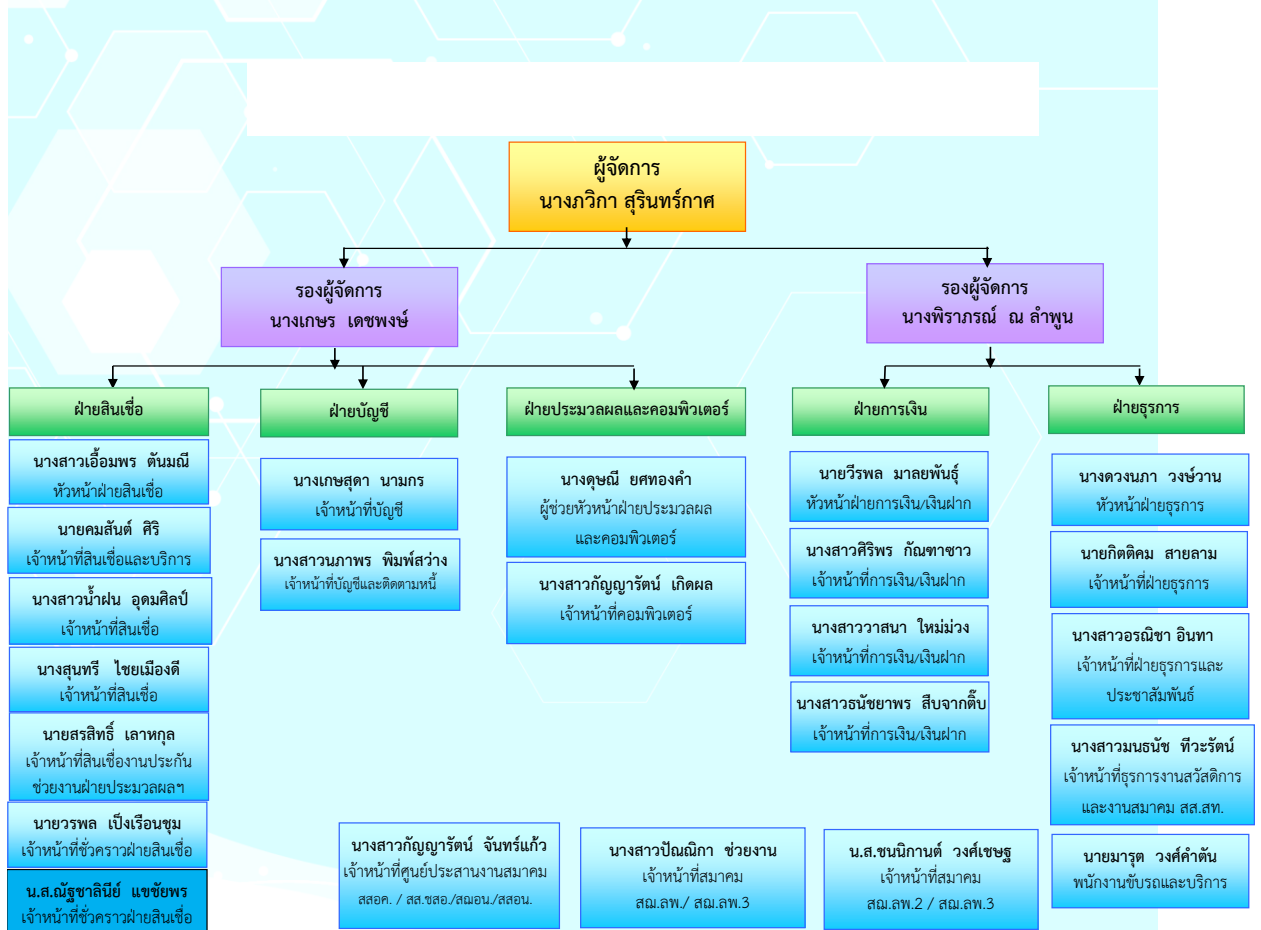 ผู้จัดการ
นางภวิกา สุรินทร์กาศ
รองผู้จัดการ
นางเกษร เดชพงษ์
รองผู้จัดการ
นางพิราภรณ์ ณ ลำพูน
ฝ่ายสินเชื่อ
นางสาวเอื้อมพร ตันมณี
หัวหน้าฝ่ายสินเชื่อ
นายคมสันต์ ศิริ
เจ้าหน้าที่สินเชื่อและบริการ
นางสาวน้ำฝน อุดมศิลป์
เจ้าหน้าที่สินเชื่อ
นางสุนทรี ไชยเมืองดี
เจ้าหน้าที่สินเชื่อ
นายสรสิทธิ์ เลาหกุล
เจ้าหน้าที่สินเชื่องานประกัน
ช่วยงานฝ่ายประมวลผลฯ
นายวรพล เป็งเรือนชุม
เจ้าหน้าที่ชั่วคราวฝ่ายสินเชื่อ
น.ส.ณัฐชาลินีย์ แขชัยพร
เจ้าหน้าที่ชั่วคราวฝ่ายสินเชื่อ
ฝ่ายบัญชี
นางเกษสุดา นามกร
เจ้าหน้าที่บัญชี
นางสาวนภาพร พิมพ์สว่าง
เจ้าหน้าที่บัญชีและติดตามหนี้
ฝ่ายประมวลผลและคอมพิวเตอร์
นางดุษณี ยศทองคำ
ผู้ช่วยหัวหน้าฝ่ายประมวลผล
และคอมพิวเตอร์
นางสาวกัญญารัตน์ เกิดผล
เจ้าหน้าที่คอมพิวเตอร์
ฝ่ายการเงิน
นายวีรพล มาลยพันธุ์
หัวหน้าฝ่ายการเงิน/เงินฝาก
นางสาวศิริพร กัณฑาซาว
เจ้าหน้าที่การเงิน/เงินฝาก
นางสาววาสนา ใหม่ม่วง
เจ้าหน้าที่การเงิน/เงินฝาก
นางสาวธนัชยาพร สืบจากติ๊บ
เจ้าหน้าที่การเงิน/เงินฝาก
ฝ่ายธุรการ
นางดวงนภา วงษ์วาน
หัวหน้าฝ่ายธุรการ
นายกิตติคม สายลาม
เจ้าหน้าที่ฝ่ายธุรการ
นางสาวอรณิชา อินทา
เจ้าหน้าที่ฝ่ายธุรการและ
ประชาสัมพันธ์
นางสาวมนธนัช ทีวะรัตน์
เจ้าหน้าที่ธุรการงานสวัสดิการ
และงานสมาคม สส.สท.
นายมารุต วงศ์คำตัน
พนักงานขับรถและบริการ
นางสาวกัญญารัตน์ จันทร์แก้ว
เจ้าหน้าที่ศูนย์ประสานงานสมาคม
สสอค. / สส.ชสอ./สฌอน./สสอน.
นางสาวปัณณิกา ช่วยงาน
เจ้าหน้าที่สมาคม
สฌ.ลพ./ สฌ.ลพ.3
น.ส.ชนนิกานต์ วงศ์เชษฐ
เจ้าหน้าที่สมาคม
สฌ.ลพ.2 / สฌ.ลพ.3